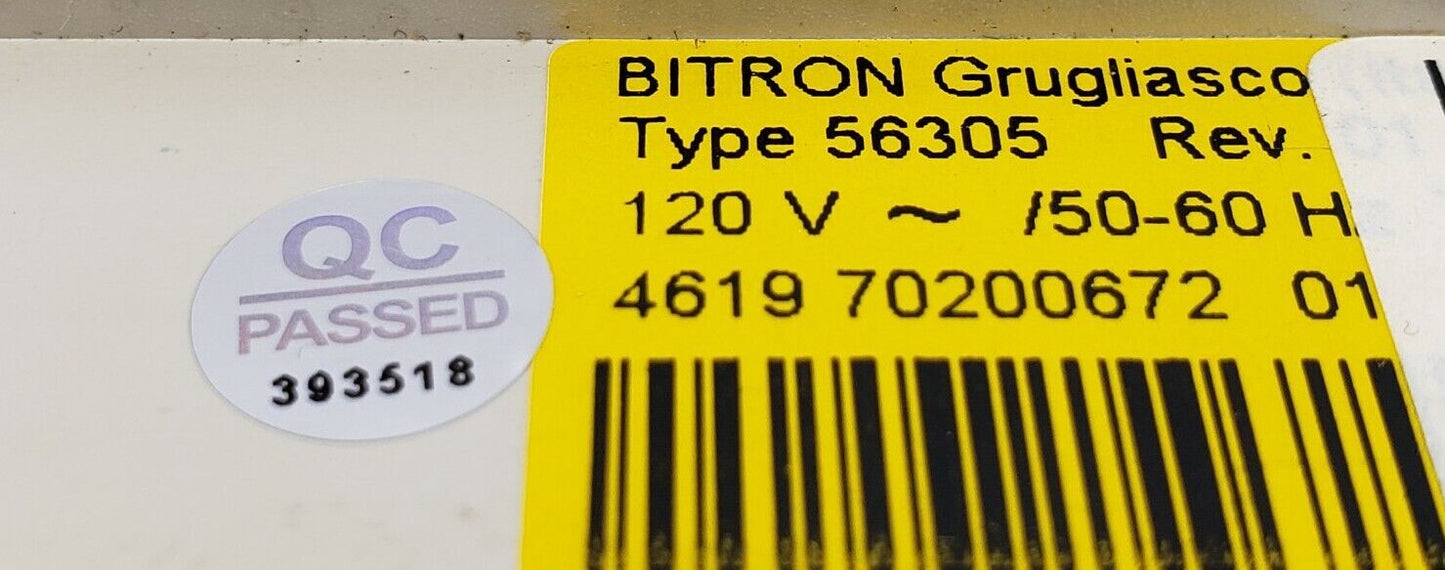 QC
PASSED
393518
BITRON Grugliasco
Type 56305 Rev.
120 V ~ /50-60 H
4619 70200672 01